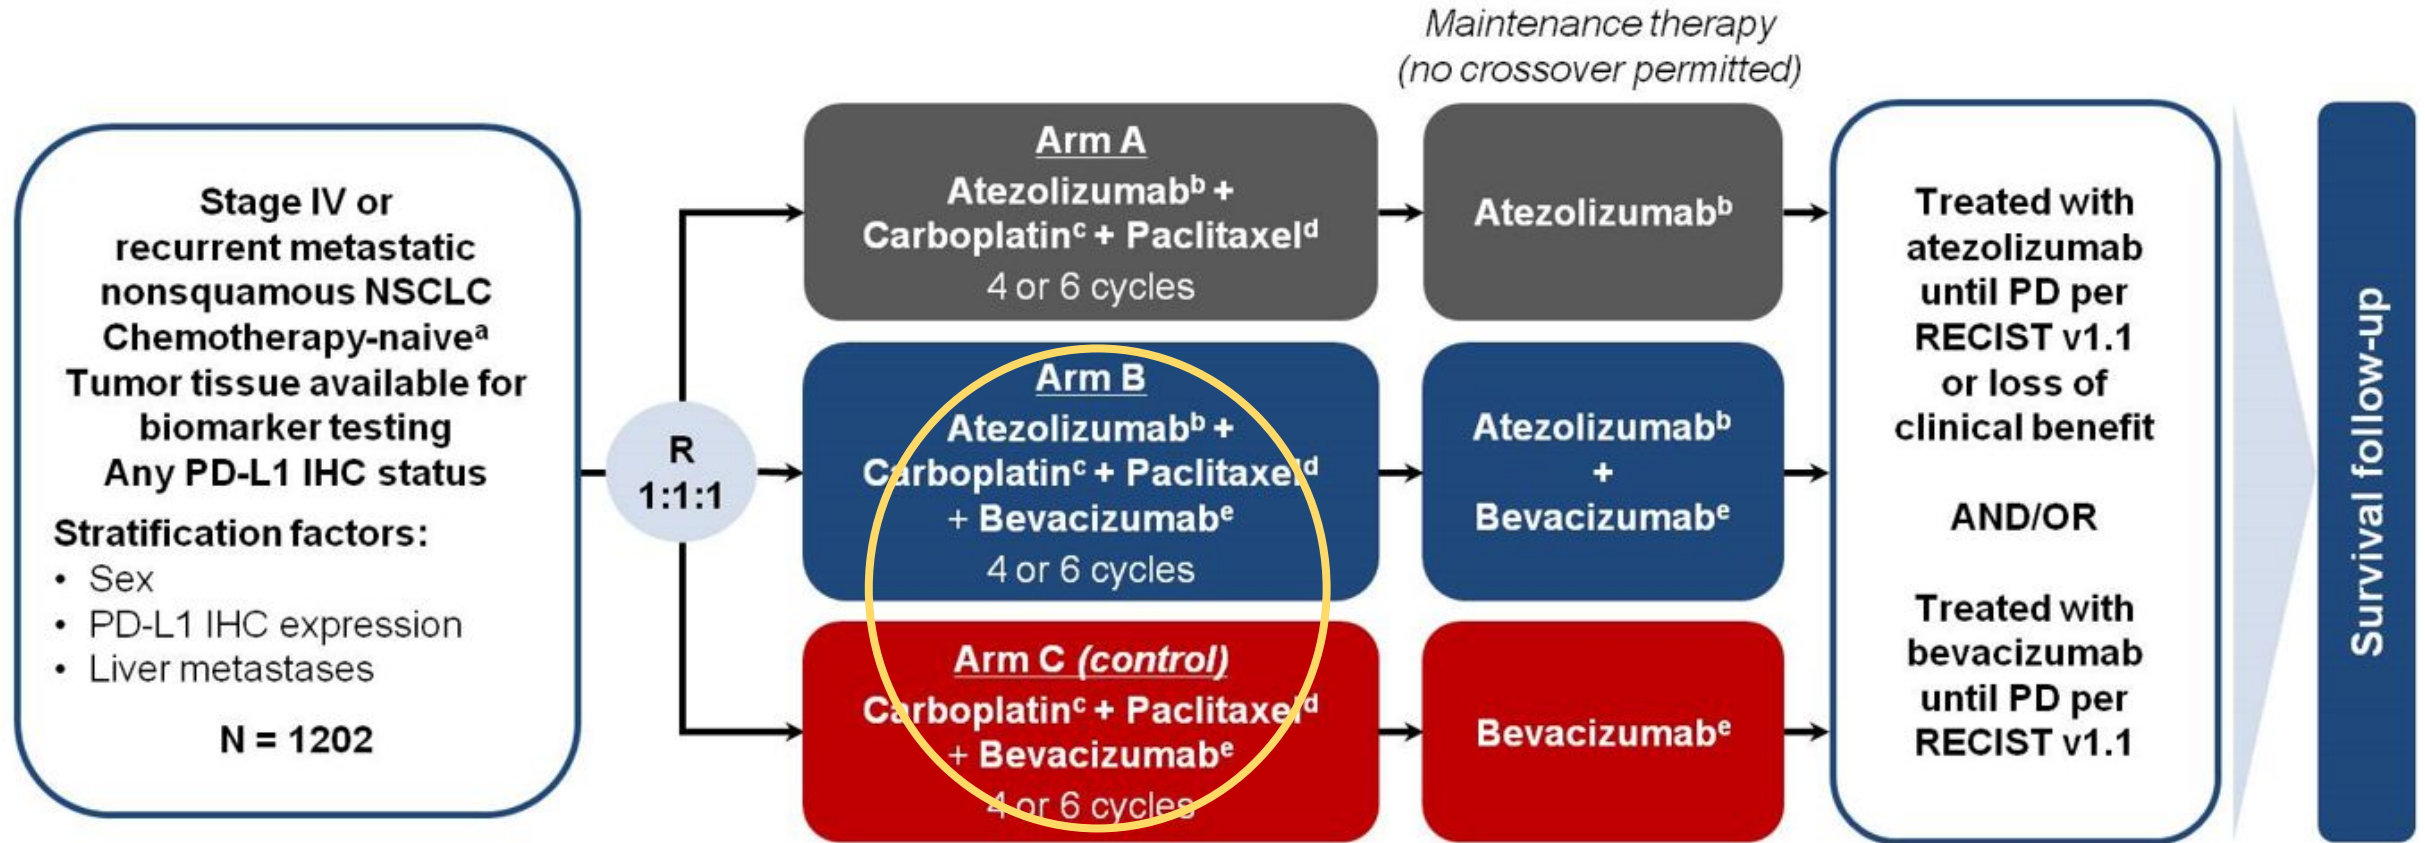 Maintenance therapy
(no crossover permitted)
Stage IV or
recurrent metastatic
nonsquamous NSCLC
Chemotherapy-naiveᵃ
Tumor tissue available for
biomarker testing
Any PD-L1 IHC status
Stratification factors:
• Sex
• PD-L1 IHC expression
• Liver metastases
N = 1202
R
1:1:1
Arm A
Atezolizumabᵇ +
Carboplatinᶜ + Paclitaxelᵈ
4 or 6 cycles
Atezolizumabᵇ
Arm B
Atezolizumabᵇ +
Carboplatinᶜ + Paclitaxelᵈ
+ Bevacizumabᵉ
4 or 6 cycles
Atezolizumabᵇ
+
Bevacizumabᵉ
Arm C (control)
Carboplatinᶜ + Paclitaxelᵈ
+ Bevacizumabᵉ
4 or 6 cycles
Bevacizumabᵉ
Treated with
atezolizumab
until PD per
RECIST v1.1
or loss of
clinical benefit
AND/OR
Treated with
bevacizumab
until PD per
RECIST v1.1
Survival follow-up